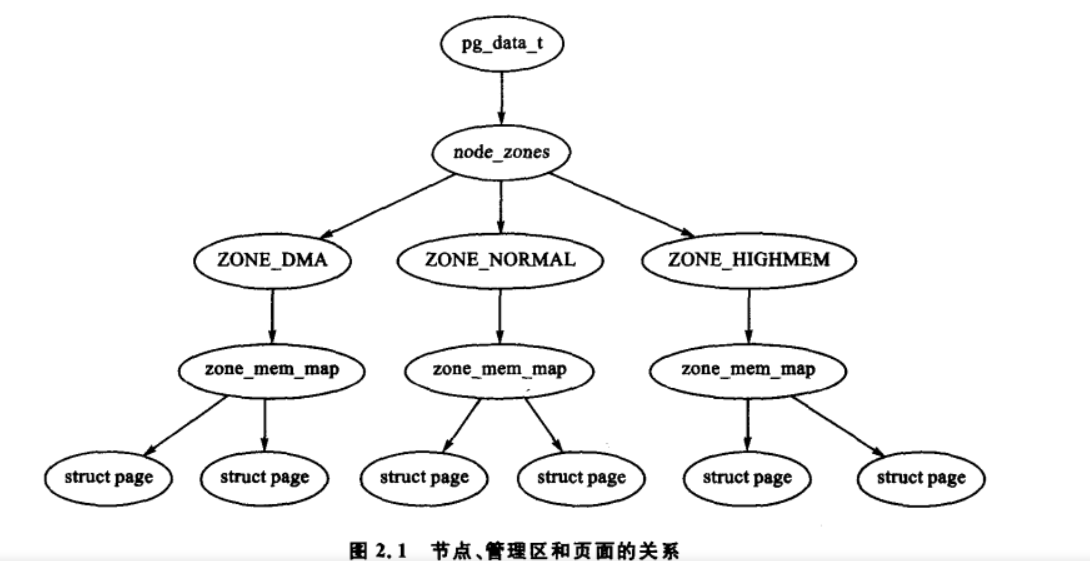 pg_data_t
node_zones
ZONE_DMA ZONE_NORMAL ZONE_HIGHMEM
zone_mem_map zone_mem_map zone_mem_map
struct page struct page struct page struct page struct page struct page
图 2.1 节点、管理区和页面的关系